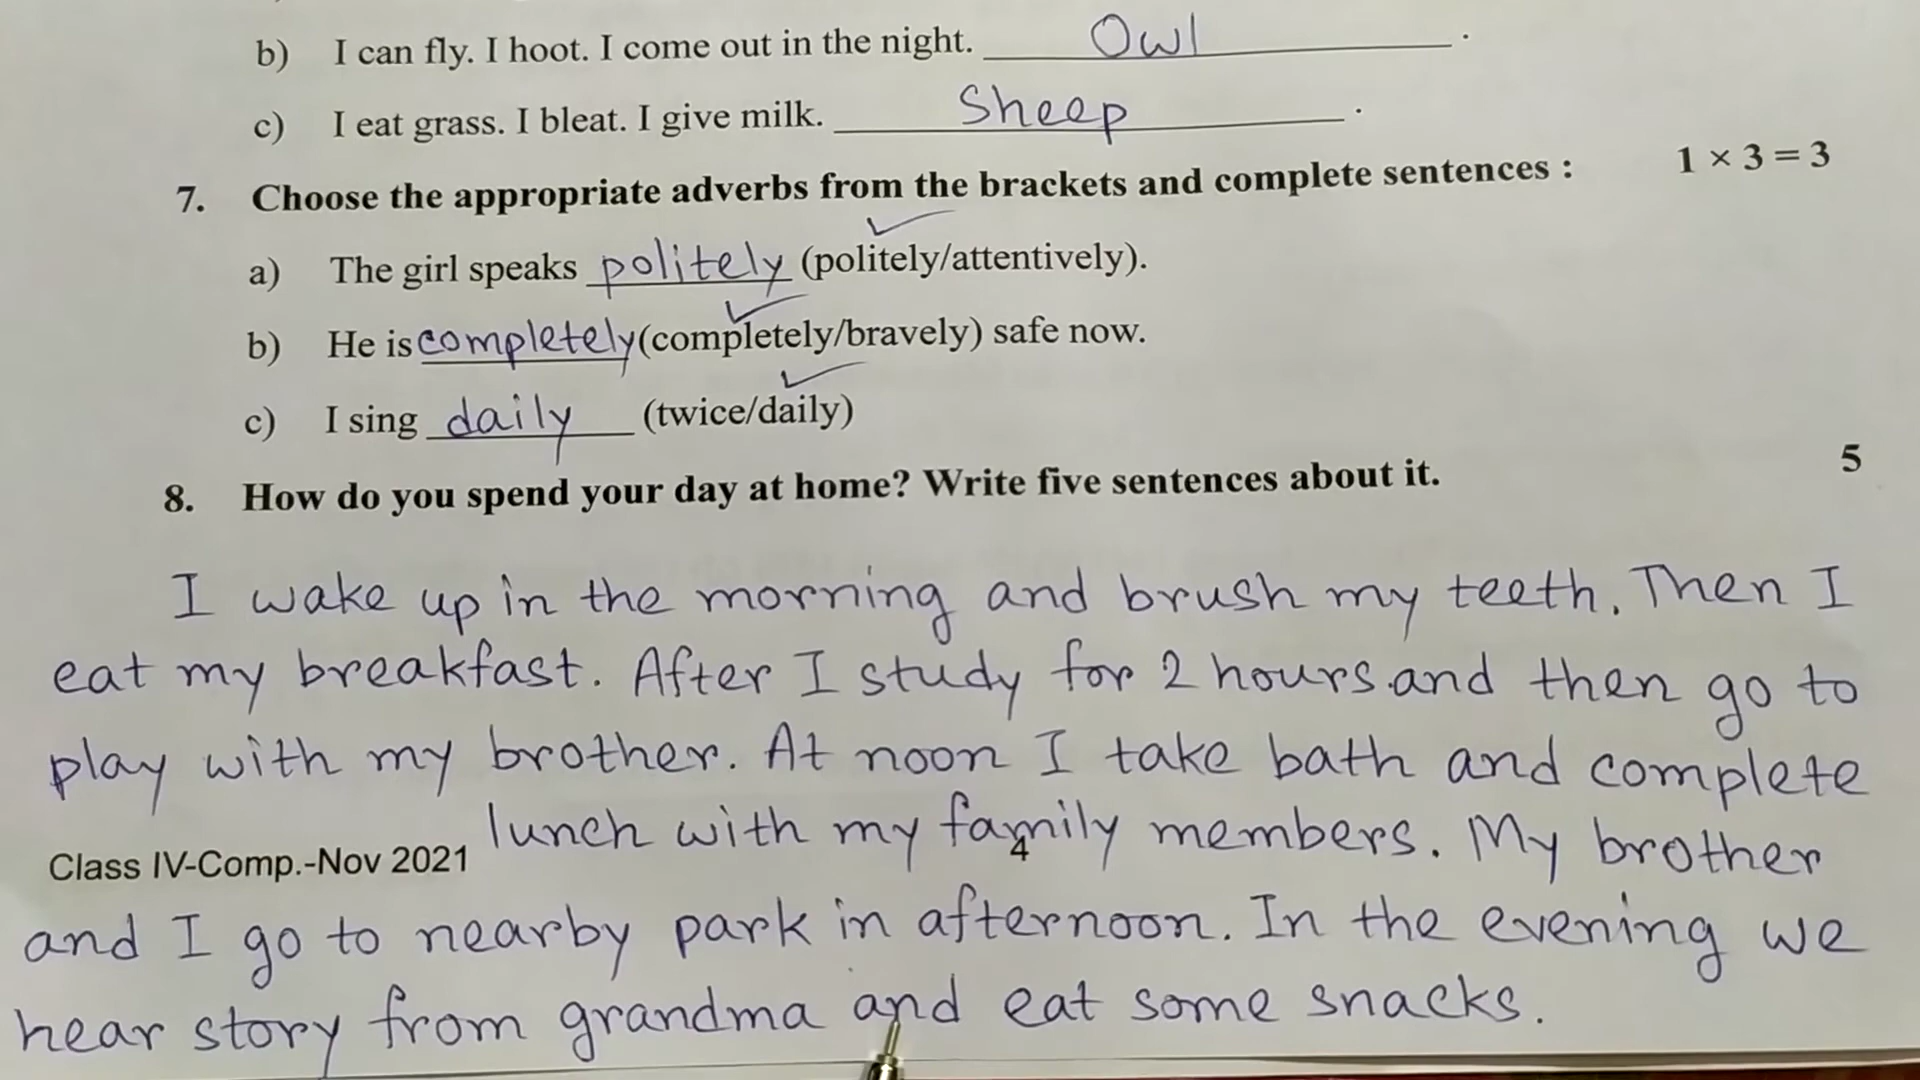 b) I can fly. I hoot. I come out in the night. Owl .
c) I eat grass. I bleat. I give milk. Sheep .
7. Choose the appropriate adverbs from the brackets and complete sentences : 1 × 3 = 3
a) The girl speaks politely (politely/attentively).
b) He is completely (completely/bravely) safe now.
c) I sing daily (twice/daily)
8. How do you spend your day at home? Write five sentences about it. 5
I wake up in the morning and brush my teeth. Then I
eat my breakfast. After I study for 2 hours.and then go to
play with my brother. At noon I take bath and complete
lunch with my family members. My brother
Class IV-Comp.-Nov 2021 4
and I go to nearby park in afternoon. In the evening we
hear story from grandma and eat some snacks.